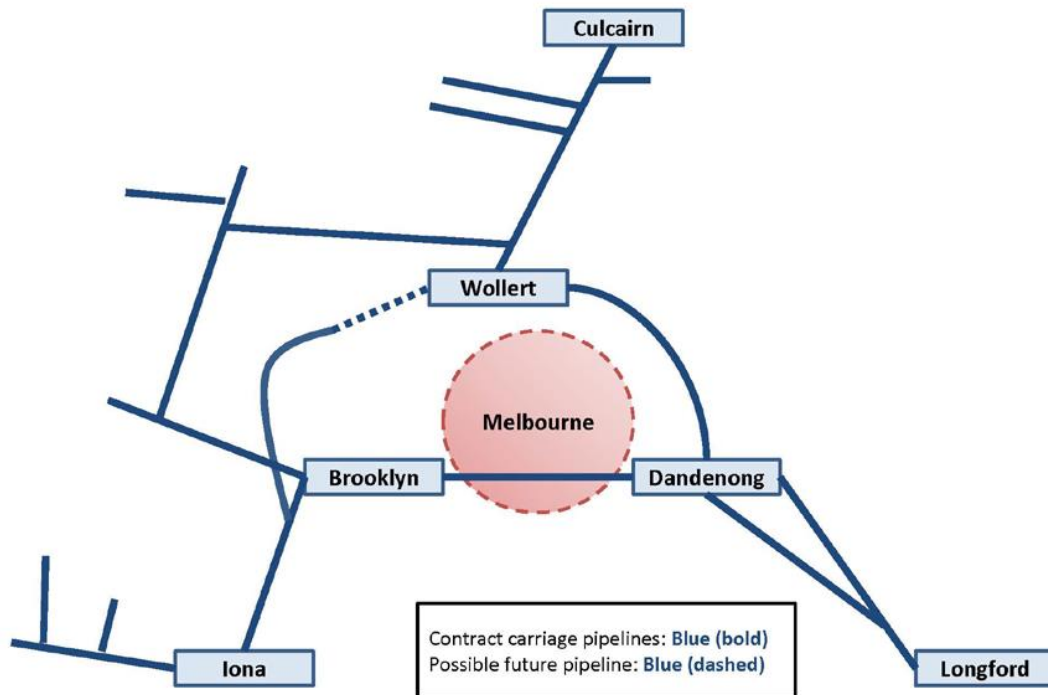 Culcairn
Wollert
Melbourne
Brooklyn
Dandenong
Contract carriage pipelines: Blue (bold)
Possible future pipeline: Blue (dashed)
Iona
Longford